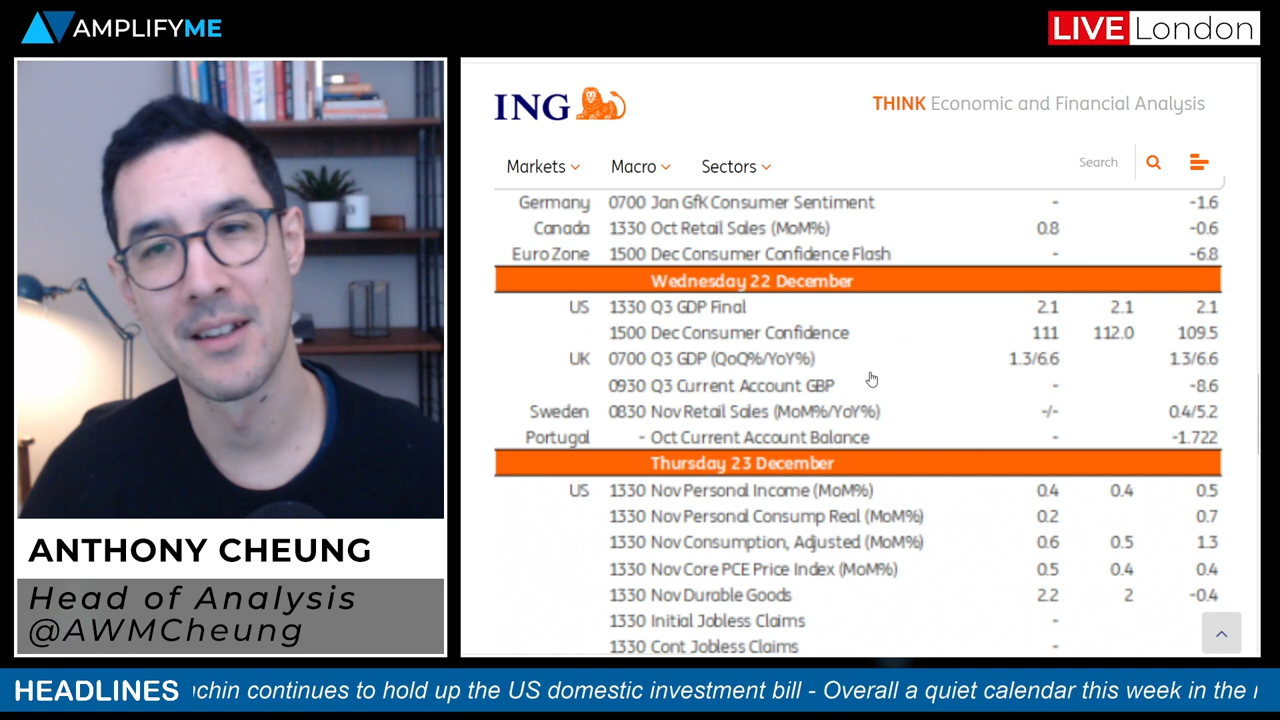 AMPLIFYME
LIVE London
ING
THINK Economic and Financial Analysis
Markets Macro Sectors Search
Germany 0700 Jan GfK Consumer Sentiment - -1.6
Canada 1330 Oct Retail Sales (MoM%) 0.8 -0.6
Euro Zone 1500 Dec Consumer Confidence Flash - -6.8
Wednesday 22 December
US 1330 Q3 GDP Final 2.1 2.1 2.1
1500 Dec Consumer Confidence 111 112.0 109.5
UK 0700 Q3 GDP (QoQ%/YoY%) 1.3/6.6 1.3/6.6
0930 Q3 Current Account GBP - -8.6
Sweden 0830 Nov Retail Sales (MoM%/YoY%) -/- 0.4/5.2
Portugal - Oct Current Account Balance - -1.722
Thursday 23 December
US 1330 Nov Personal Income (MoM%) 0.4 0.4 0.5
1330 Nov Personal Consump Real (MoM%) 0.2 0.7
1330 Nov Consumption, Adjusted (MoM%) 0.6 0.5 1.3
1330 Nov Core PCE Price Index (MoM%) 0.5 0.4 0.4
1330 Nov Durable Goods 2.2 2 -0.4
1330 Initial Jobless Claims -
1330 Cont Jobless Claims -
ANTHONY CHEUNG
Head of Analysis
@AWMCheung
HEADLINES nchin continues to hold up the US domestic investment bill - Overall a quiet calendar this week in the